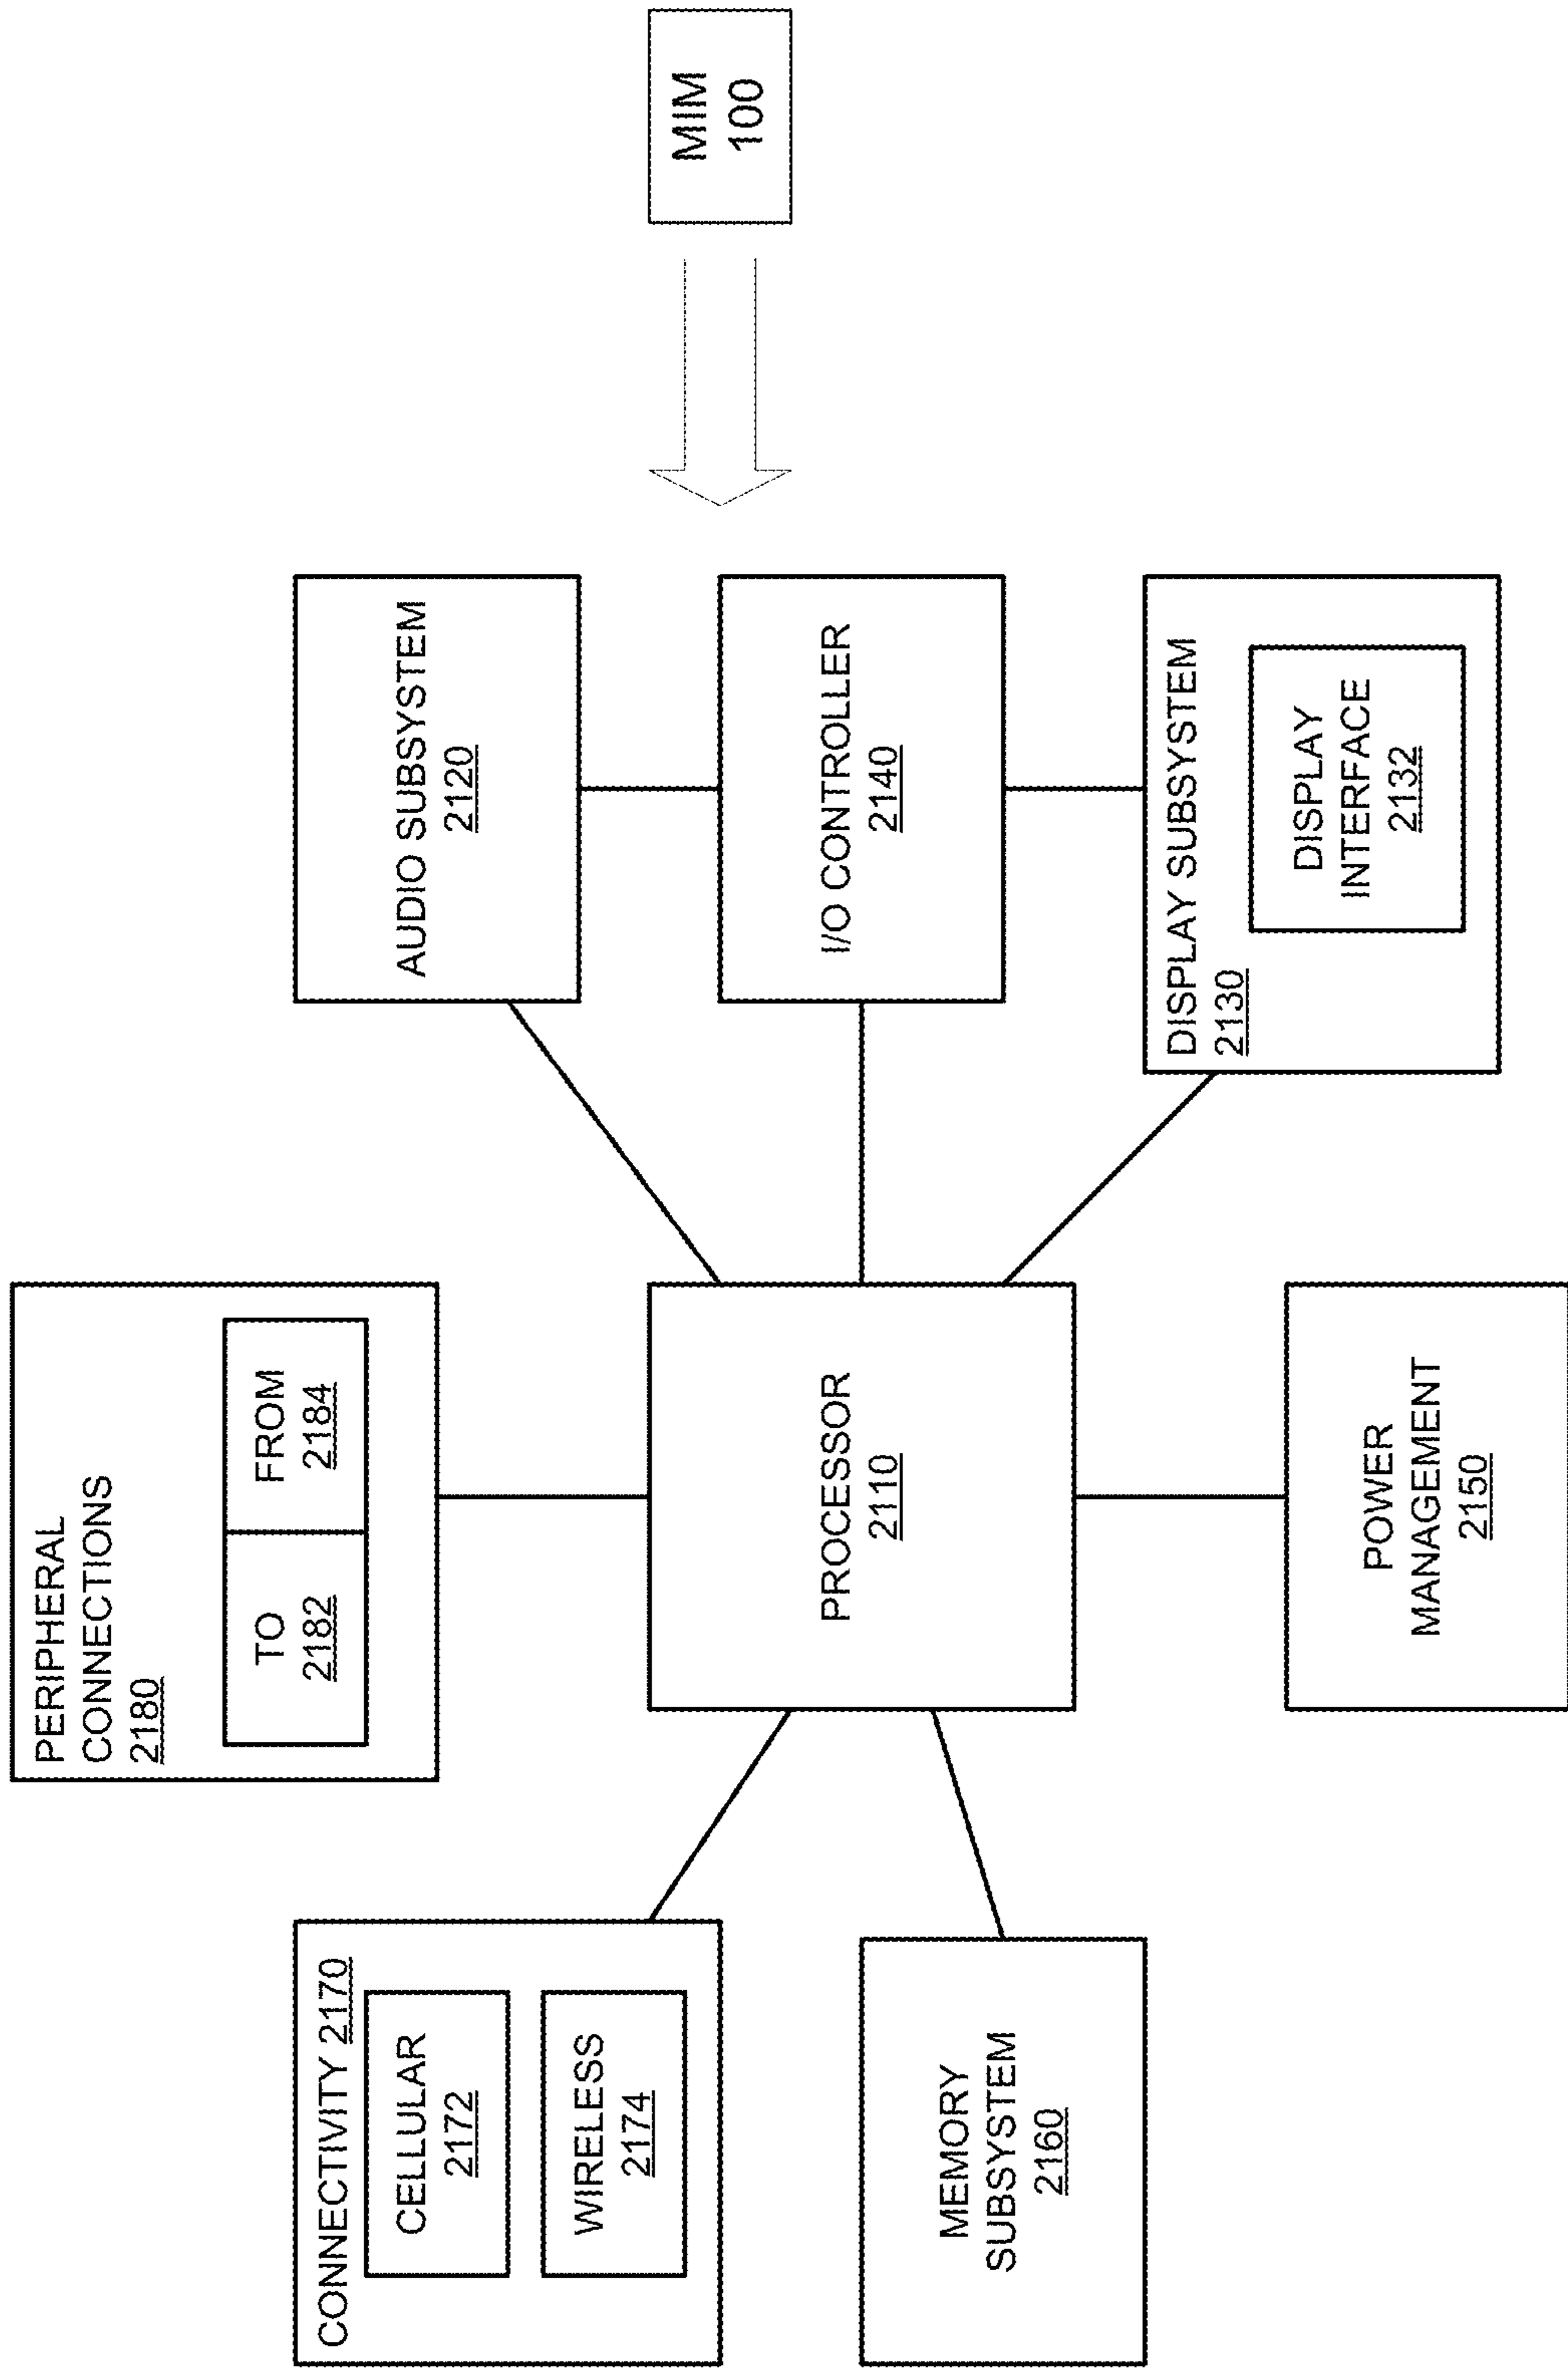 PERIPHERAL
CONNECTIONS
2180
TO
2182
FROM
2184
CONNECTIVITY 2170
CELLULAR
2172
WIRELESS
2174
AUDIO SUBSYSTEM
2120
PROCESSOR
2110
I/O CONTROLLER
2140
MIM
100
MEMORY
SUBSYSTEM
2160
POWER
MANAGEMENT
2150
DISPLAY SUBSYSTEM
2130
DISPLAY
INTERFACE
2132